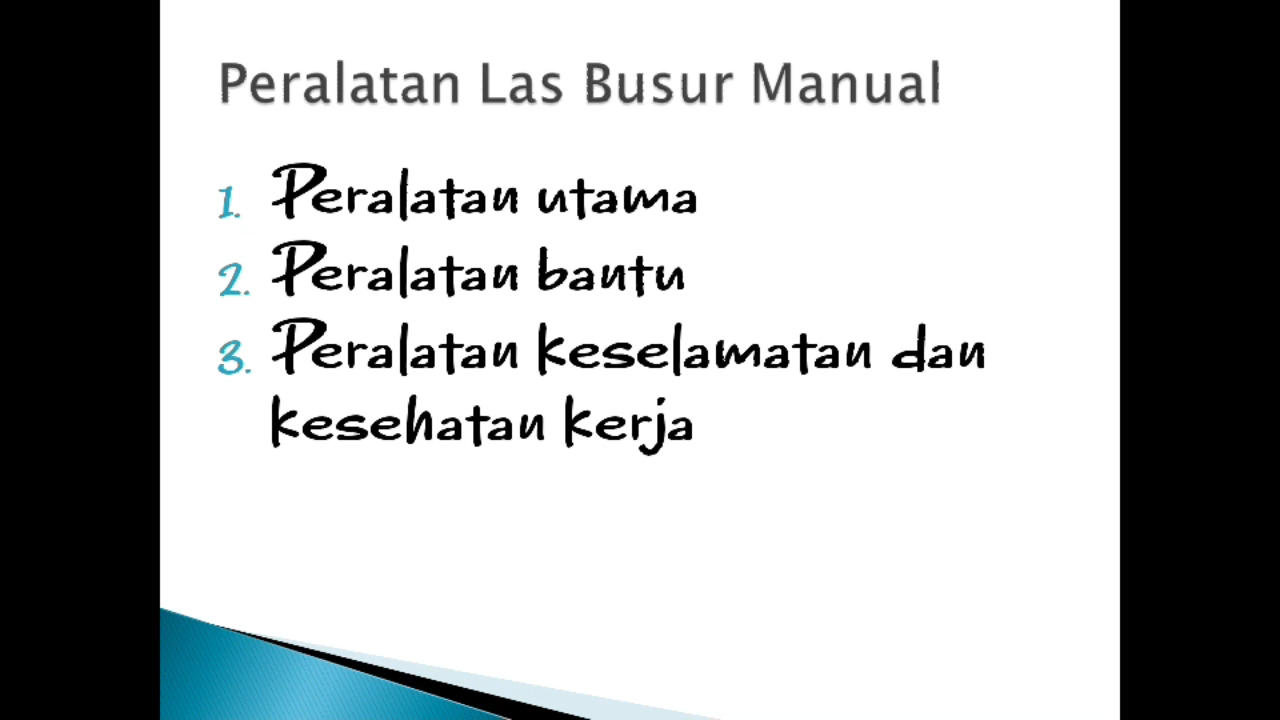 Peralatan Las Busur Manual
1. Peralatan utama
2. Peralatan bantu
3. Peralatan keselamatan dan
kesehatan kerja